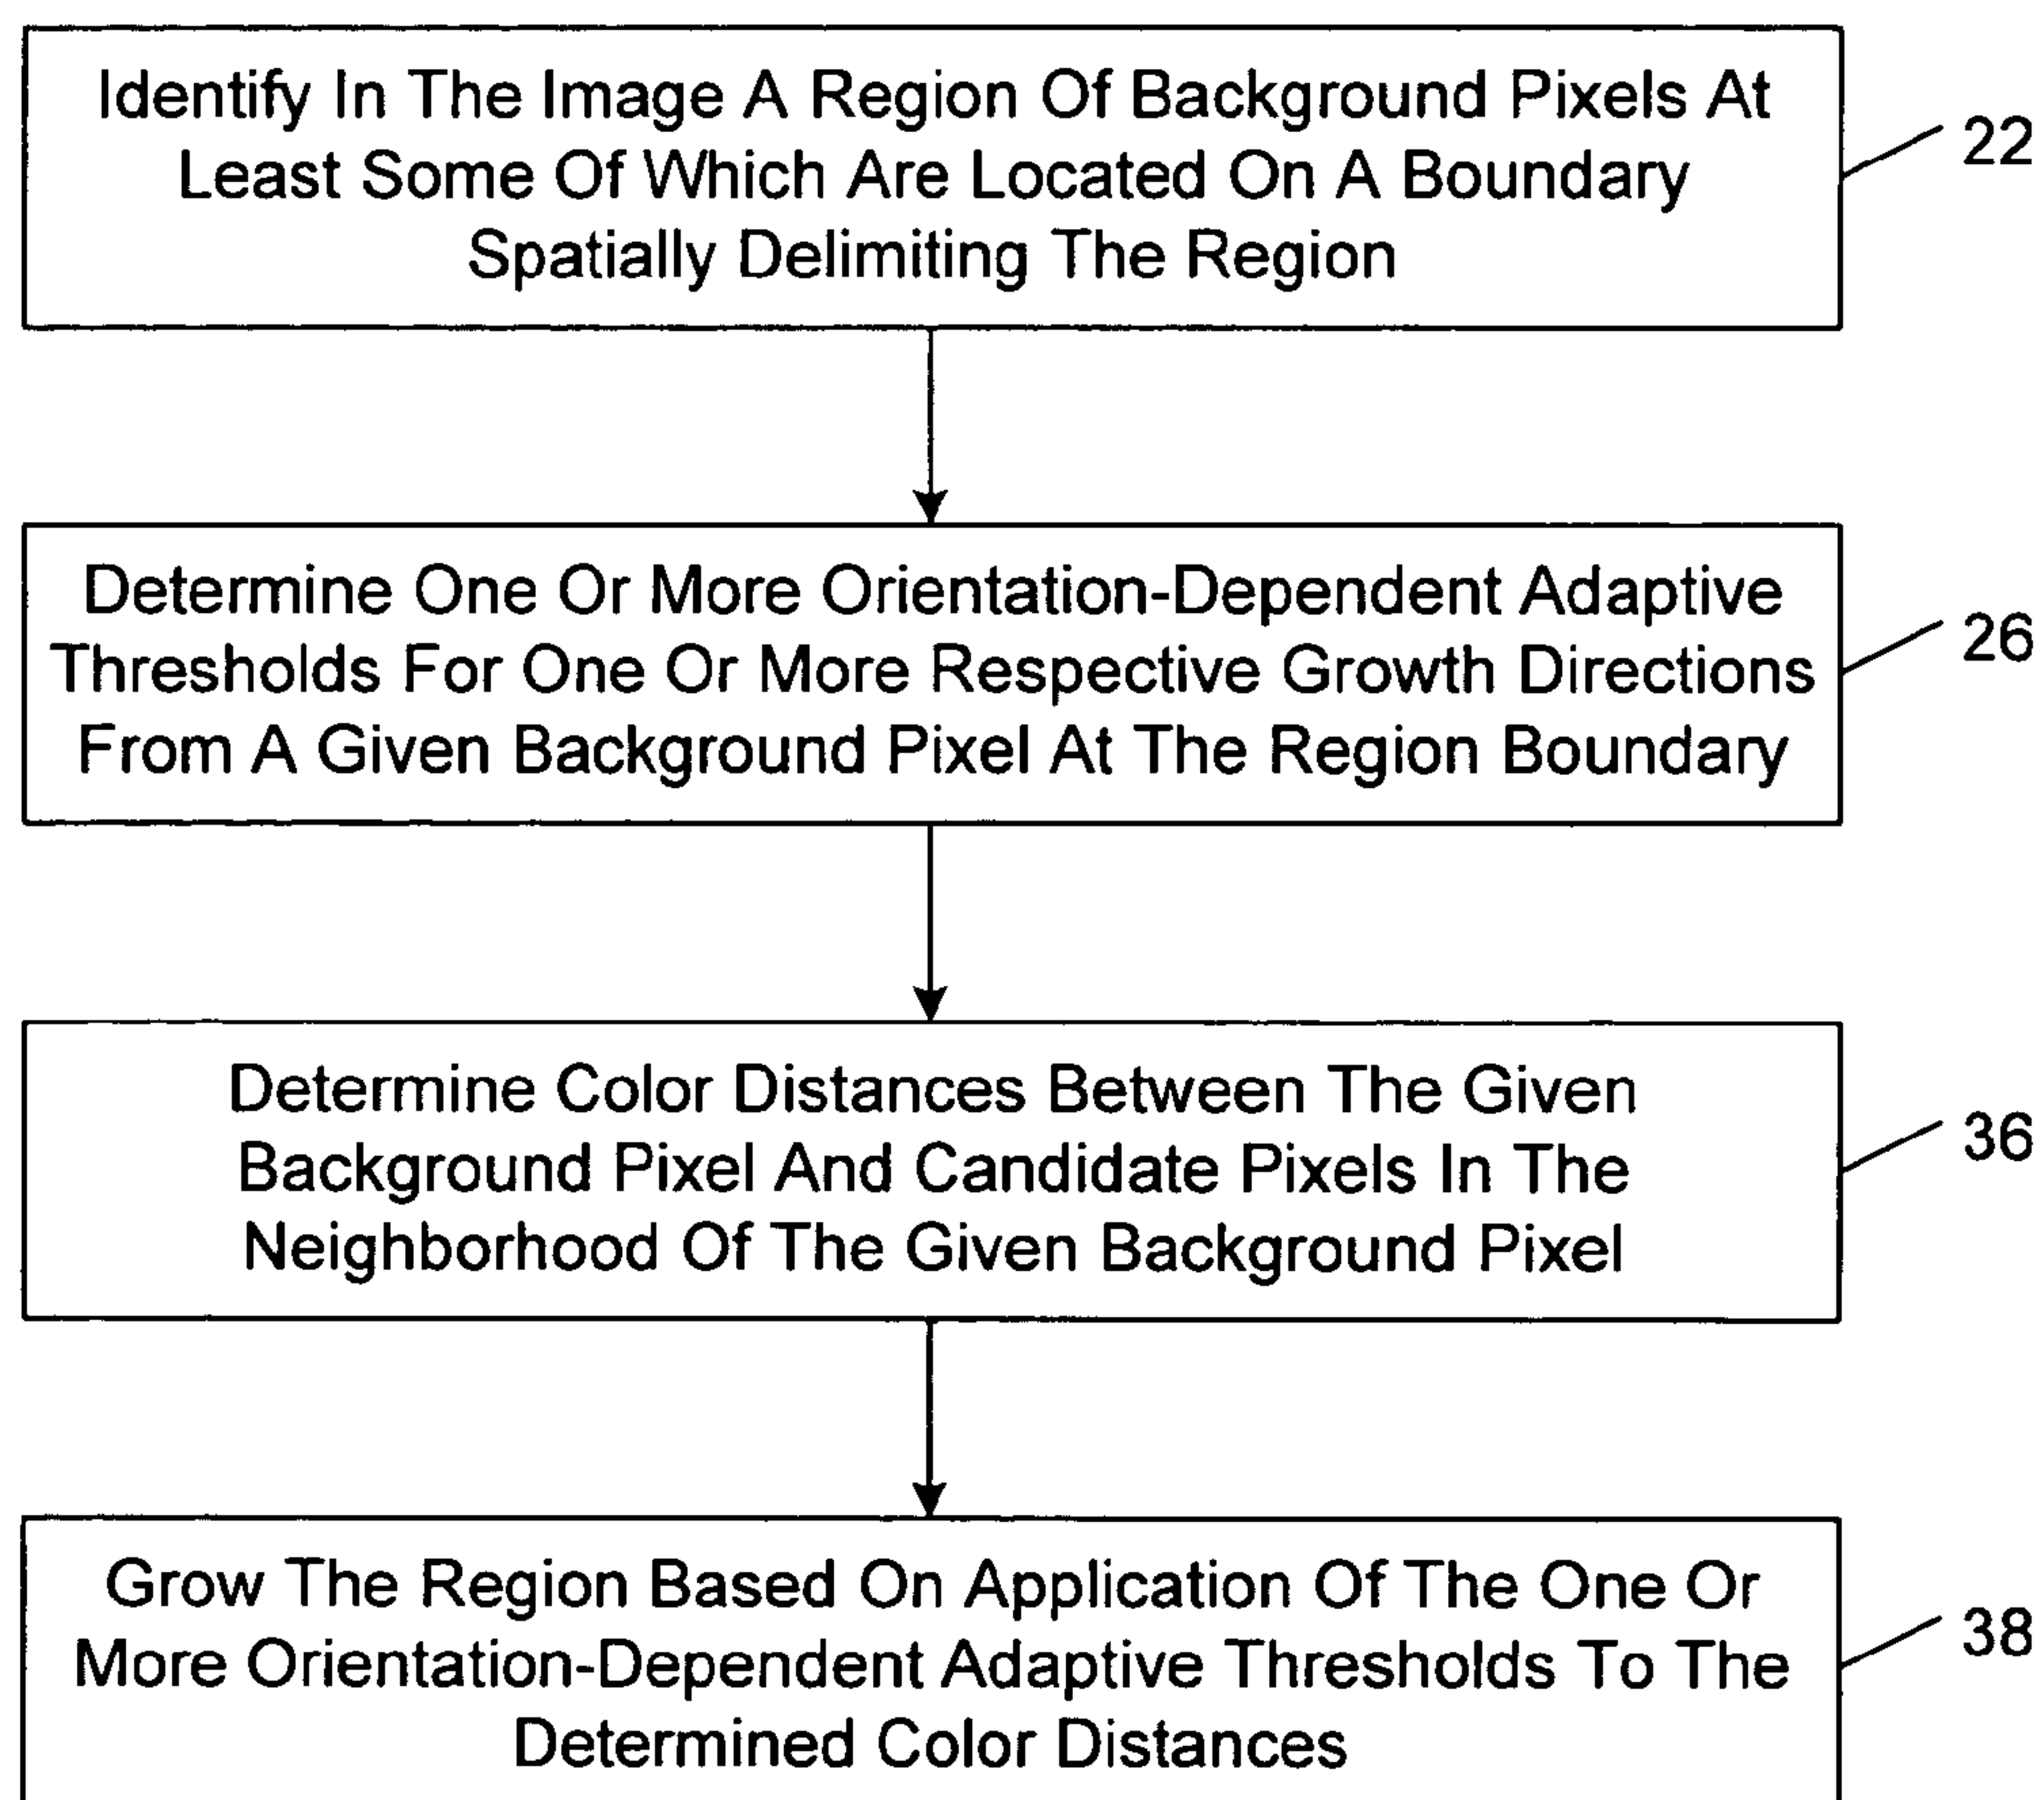 Identify In The Image A Region Of Background Pixels At
Least Some Of Which Are Located On A Boundary
Spatially Delimiting The Region
22
Determine One Or More Orientation-Dependent Adaptive
Thresholds For One Or More Respective Growth Directions
From A Given Background Pixel At The Region Boundary
26
Determine Color Distances Between The Given
Background Pixel And Candidate Pixels In The
Neighborhood Of The Given Background Pixel
36
Grow The Region Based On Application Of The One Or
More Orientation-Dependent Adaptive Thresholds To The
Determined Color Distances
38